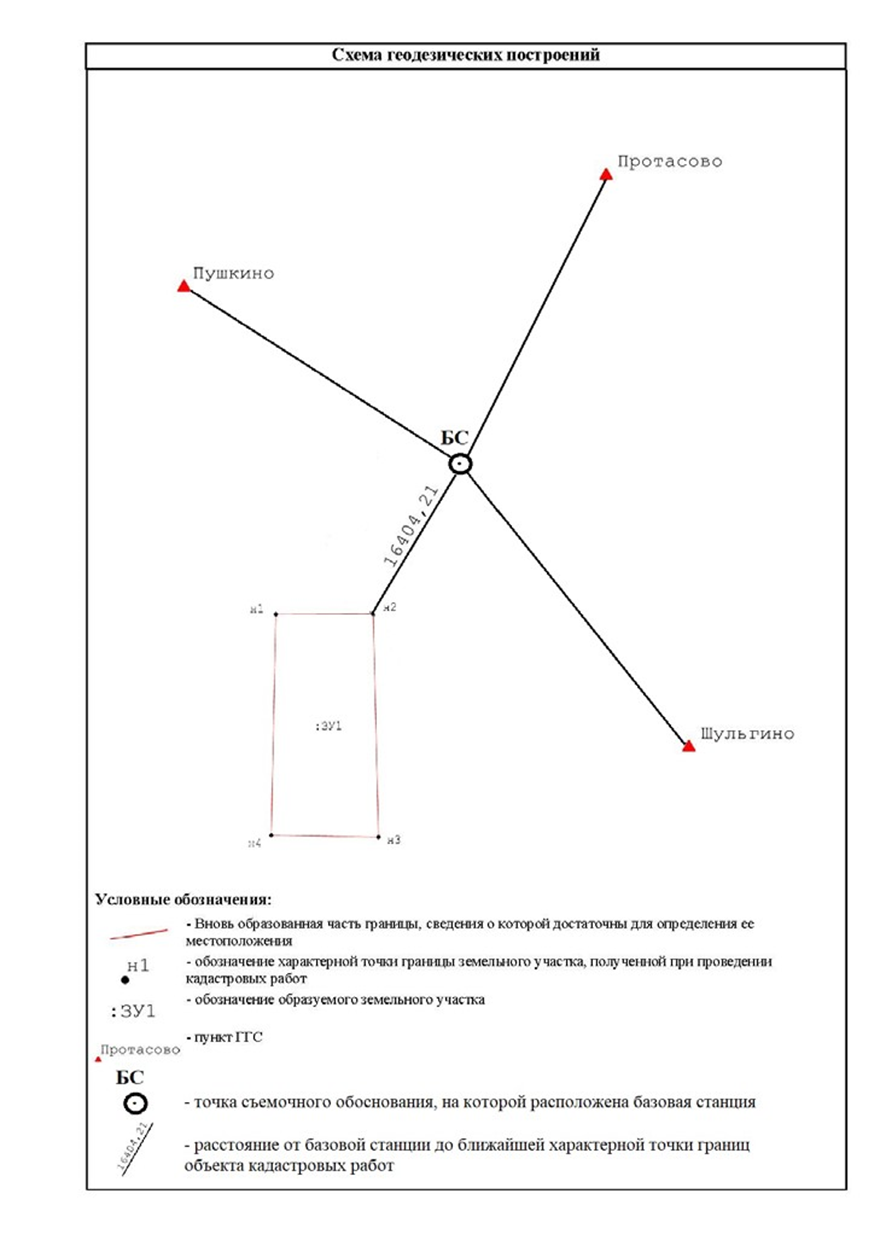 Схема геодезических построений
Протасово
Пушкино
БС
16404,21
н1
н2
:ЗУ1
Шульгино
н4
н3
Условные обозначения:
- Вновь образованная часть границы, сведения о которой достаточны для определения ее
местоположения
н1
- обозначение характерной точки границы земельного участка, полученной при проведении
кадастровых работ
:ЗУ1
- обозначение образуемого земельного участка
Протасово
- пункт ГГС
БС
- точка съемочного обоснования, на которой расположена базовая станция
16404,21
- расстояние от базовой станции до ближайшей характерной точки границ
объекта кадастровых работ